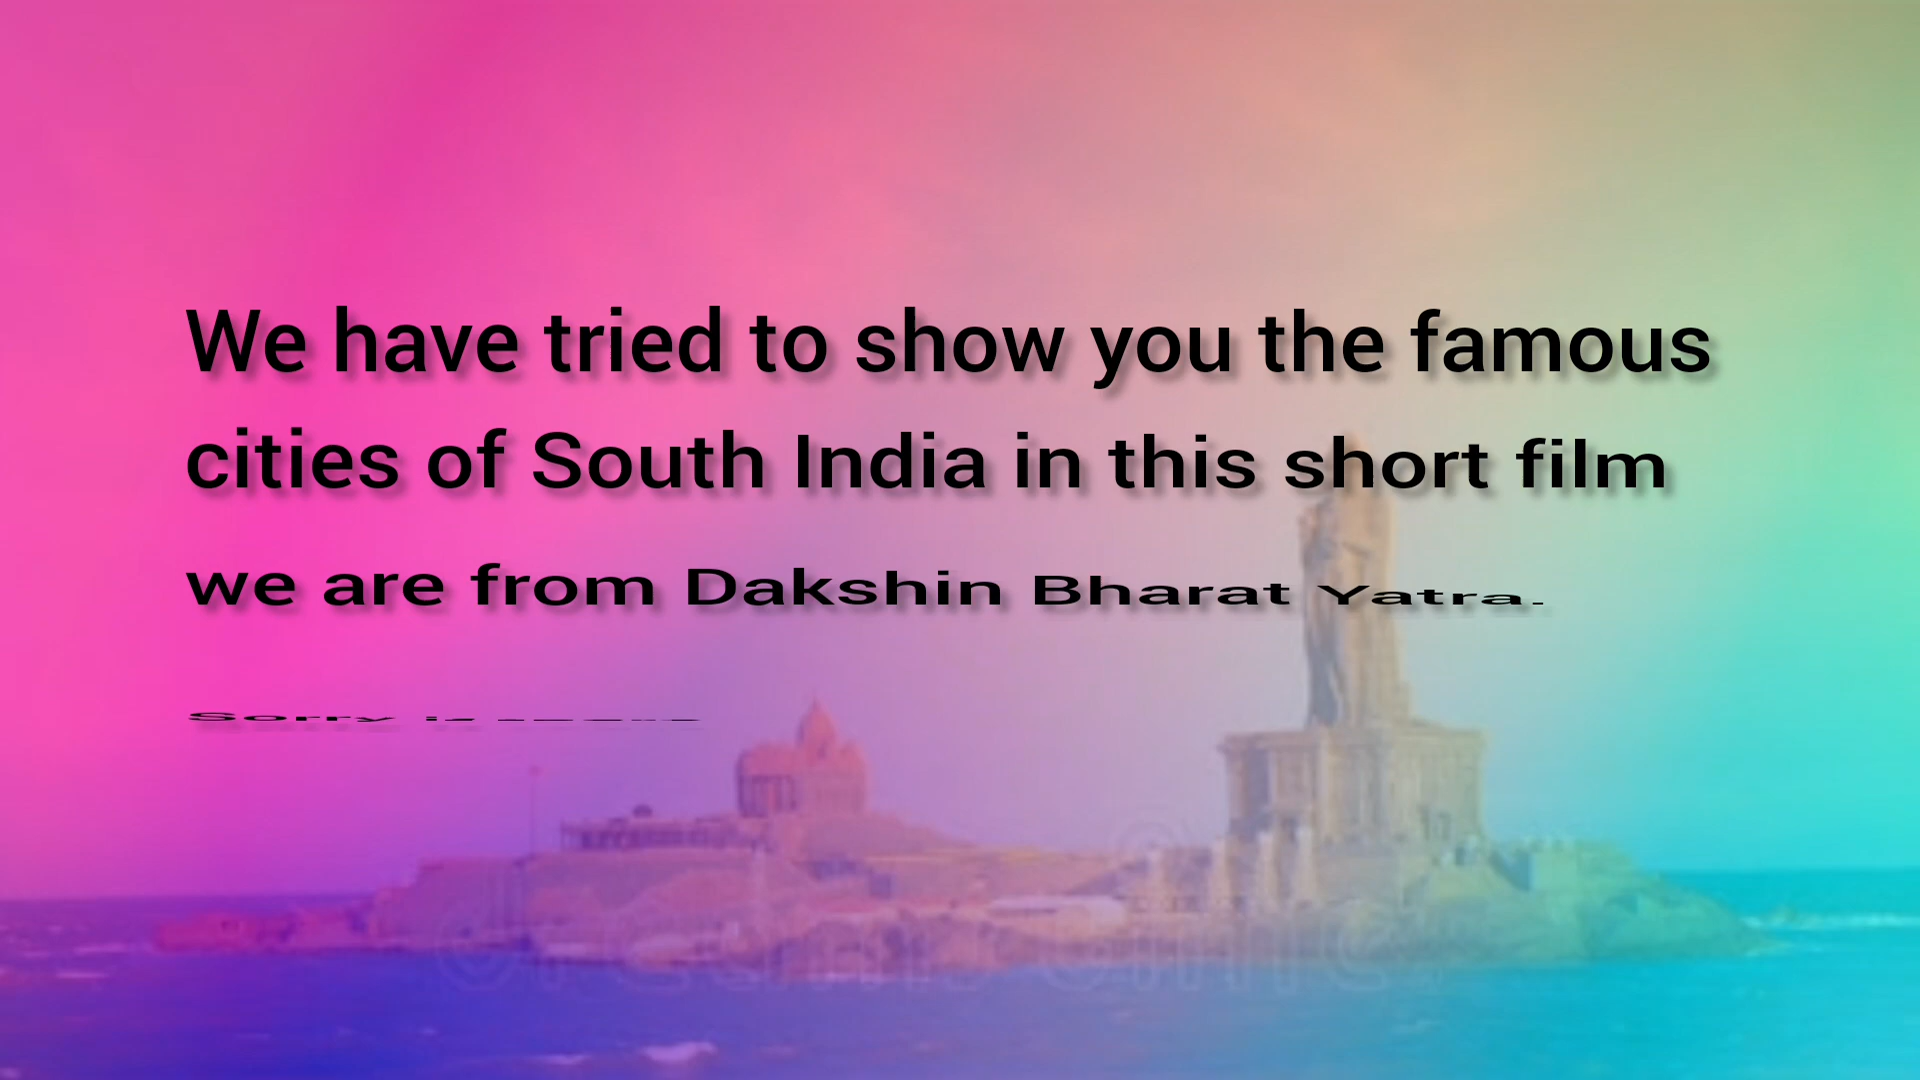 We have tried to show you the famous
cities of South India in this short film
we are from Dakshin Bharat Yatra.
Sorry